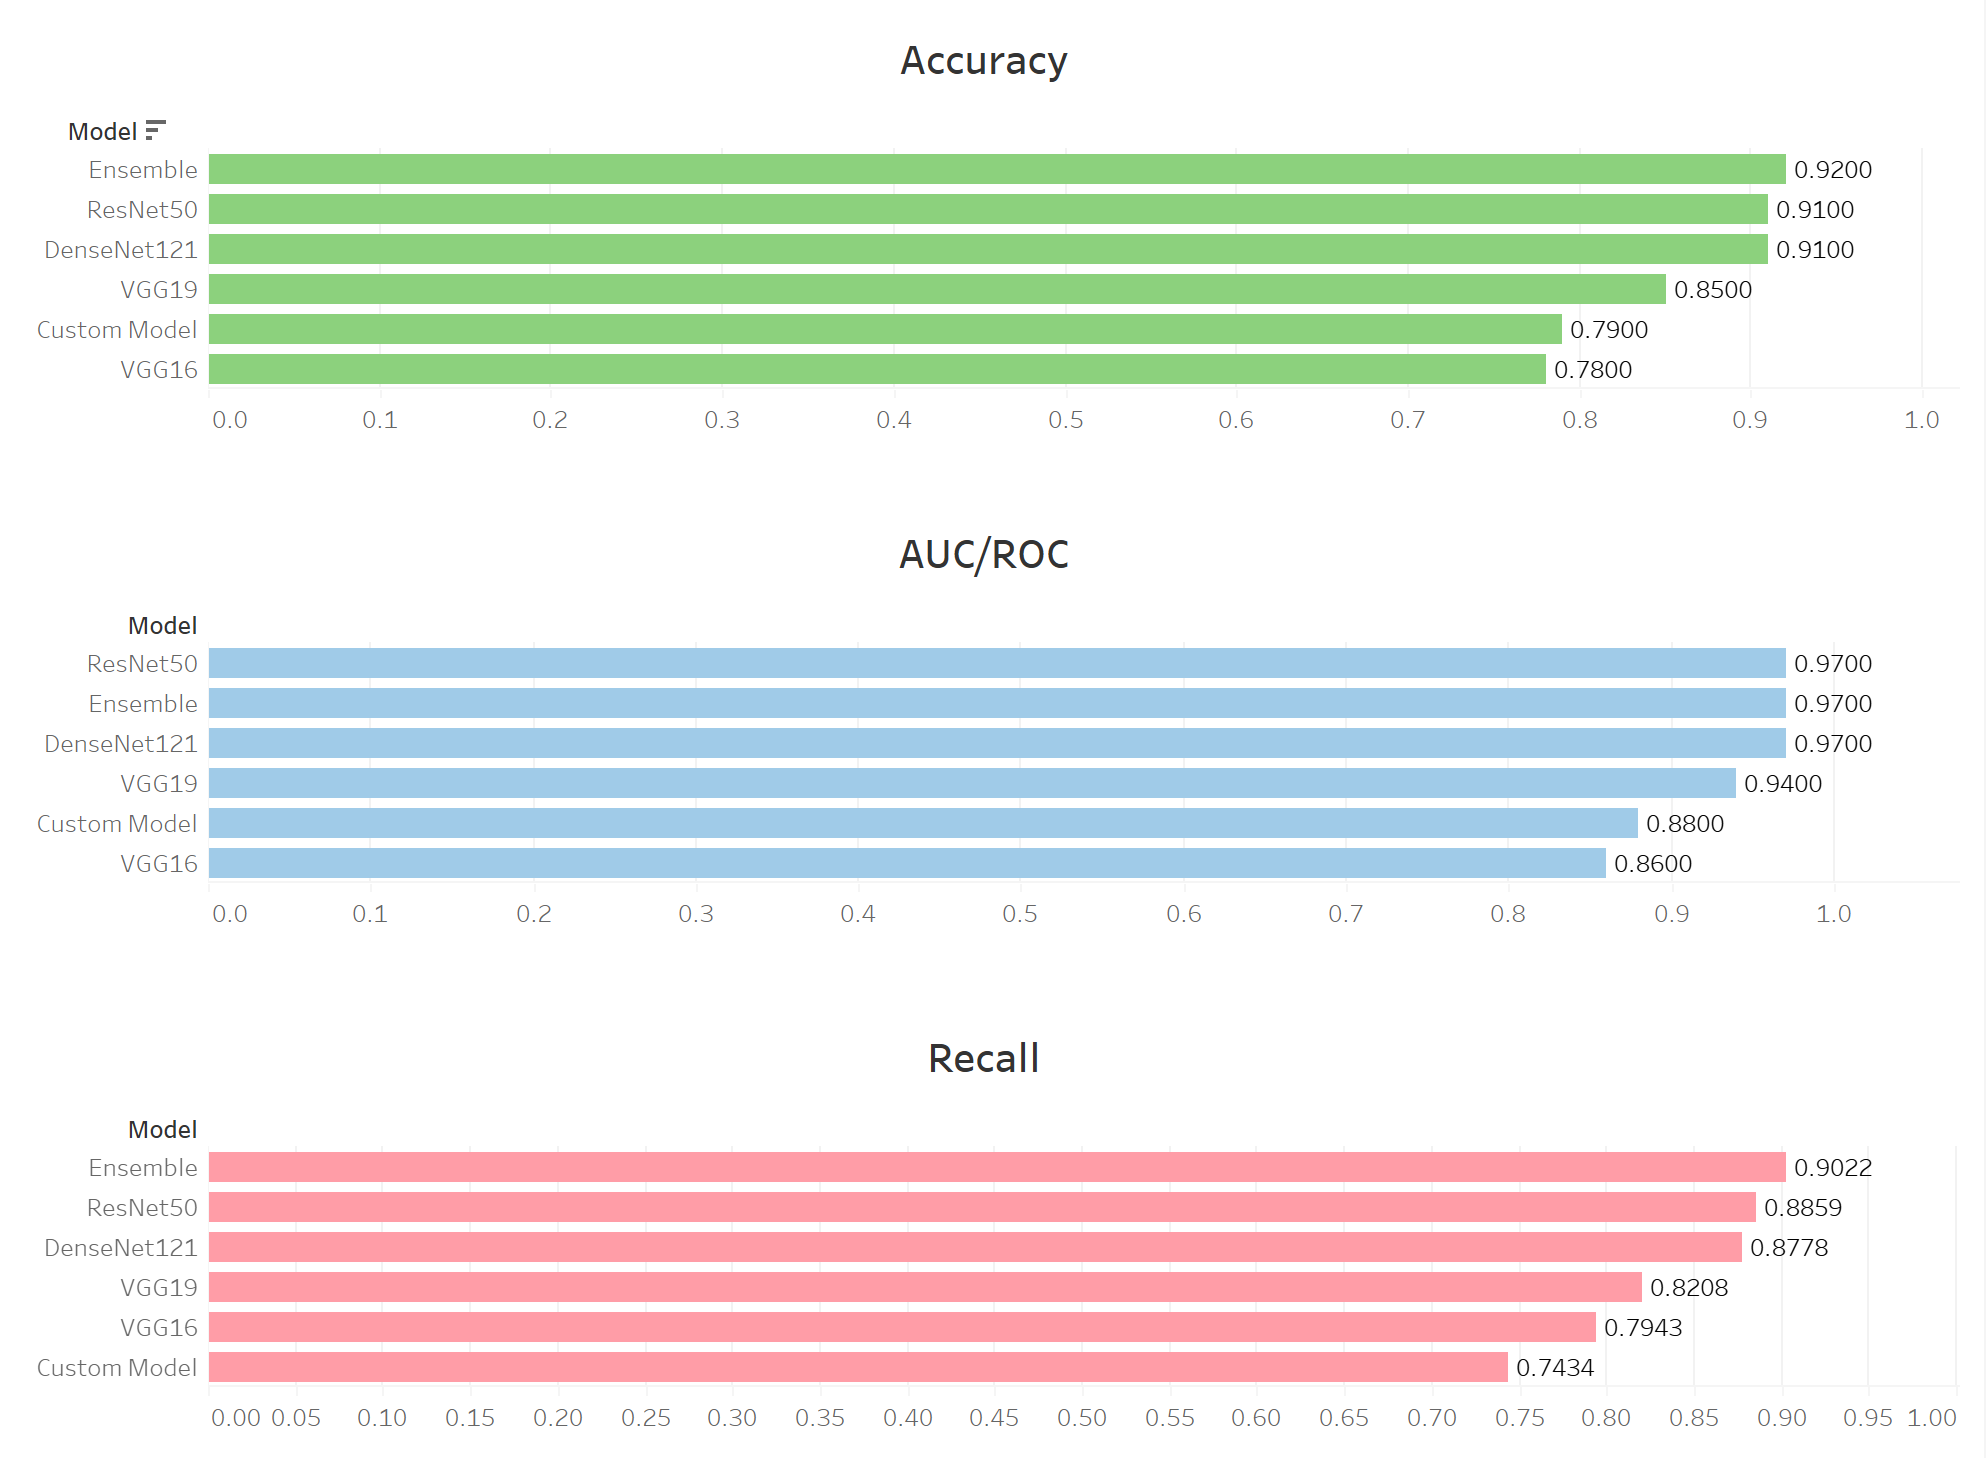 Accuracy
Model
Ensemble 0.9200
ResNet50 0.9100
DenseNet121 0.9100
VGG19 0.8500
Custom Model 0.7900
VGG16 0.7800
0.0 0.1 0.2 0.3 0.4 0.5 0.6 0.7 0.8 0.9 1.0
AUC/ROC
Model
ResNet50 0.9700
Ensemble 0.9700
DenseNet121 0.9700
VGG19 0.9400
Custom Model 0.8800
VGG16 0.8600
0.0 0.1 0.2 0.3 0.4 0.5 0.6 0.7 0.8 0.9 1.0
Recall
Model
Ensemble 0.9022
ResNet50 0.8859
DenseNet121 0.8778
VGG19 0.8208
VGG16 0.7943
Custom Model 0.7434
0.00 0.05 0.10 0.15 0.20 0.25 0.30 0.35 0.40 0.45 0.50 0.55 0.60 0.65 0.70 0.75 0.80 0.85 0.90 0.95 1.00